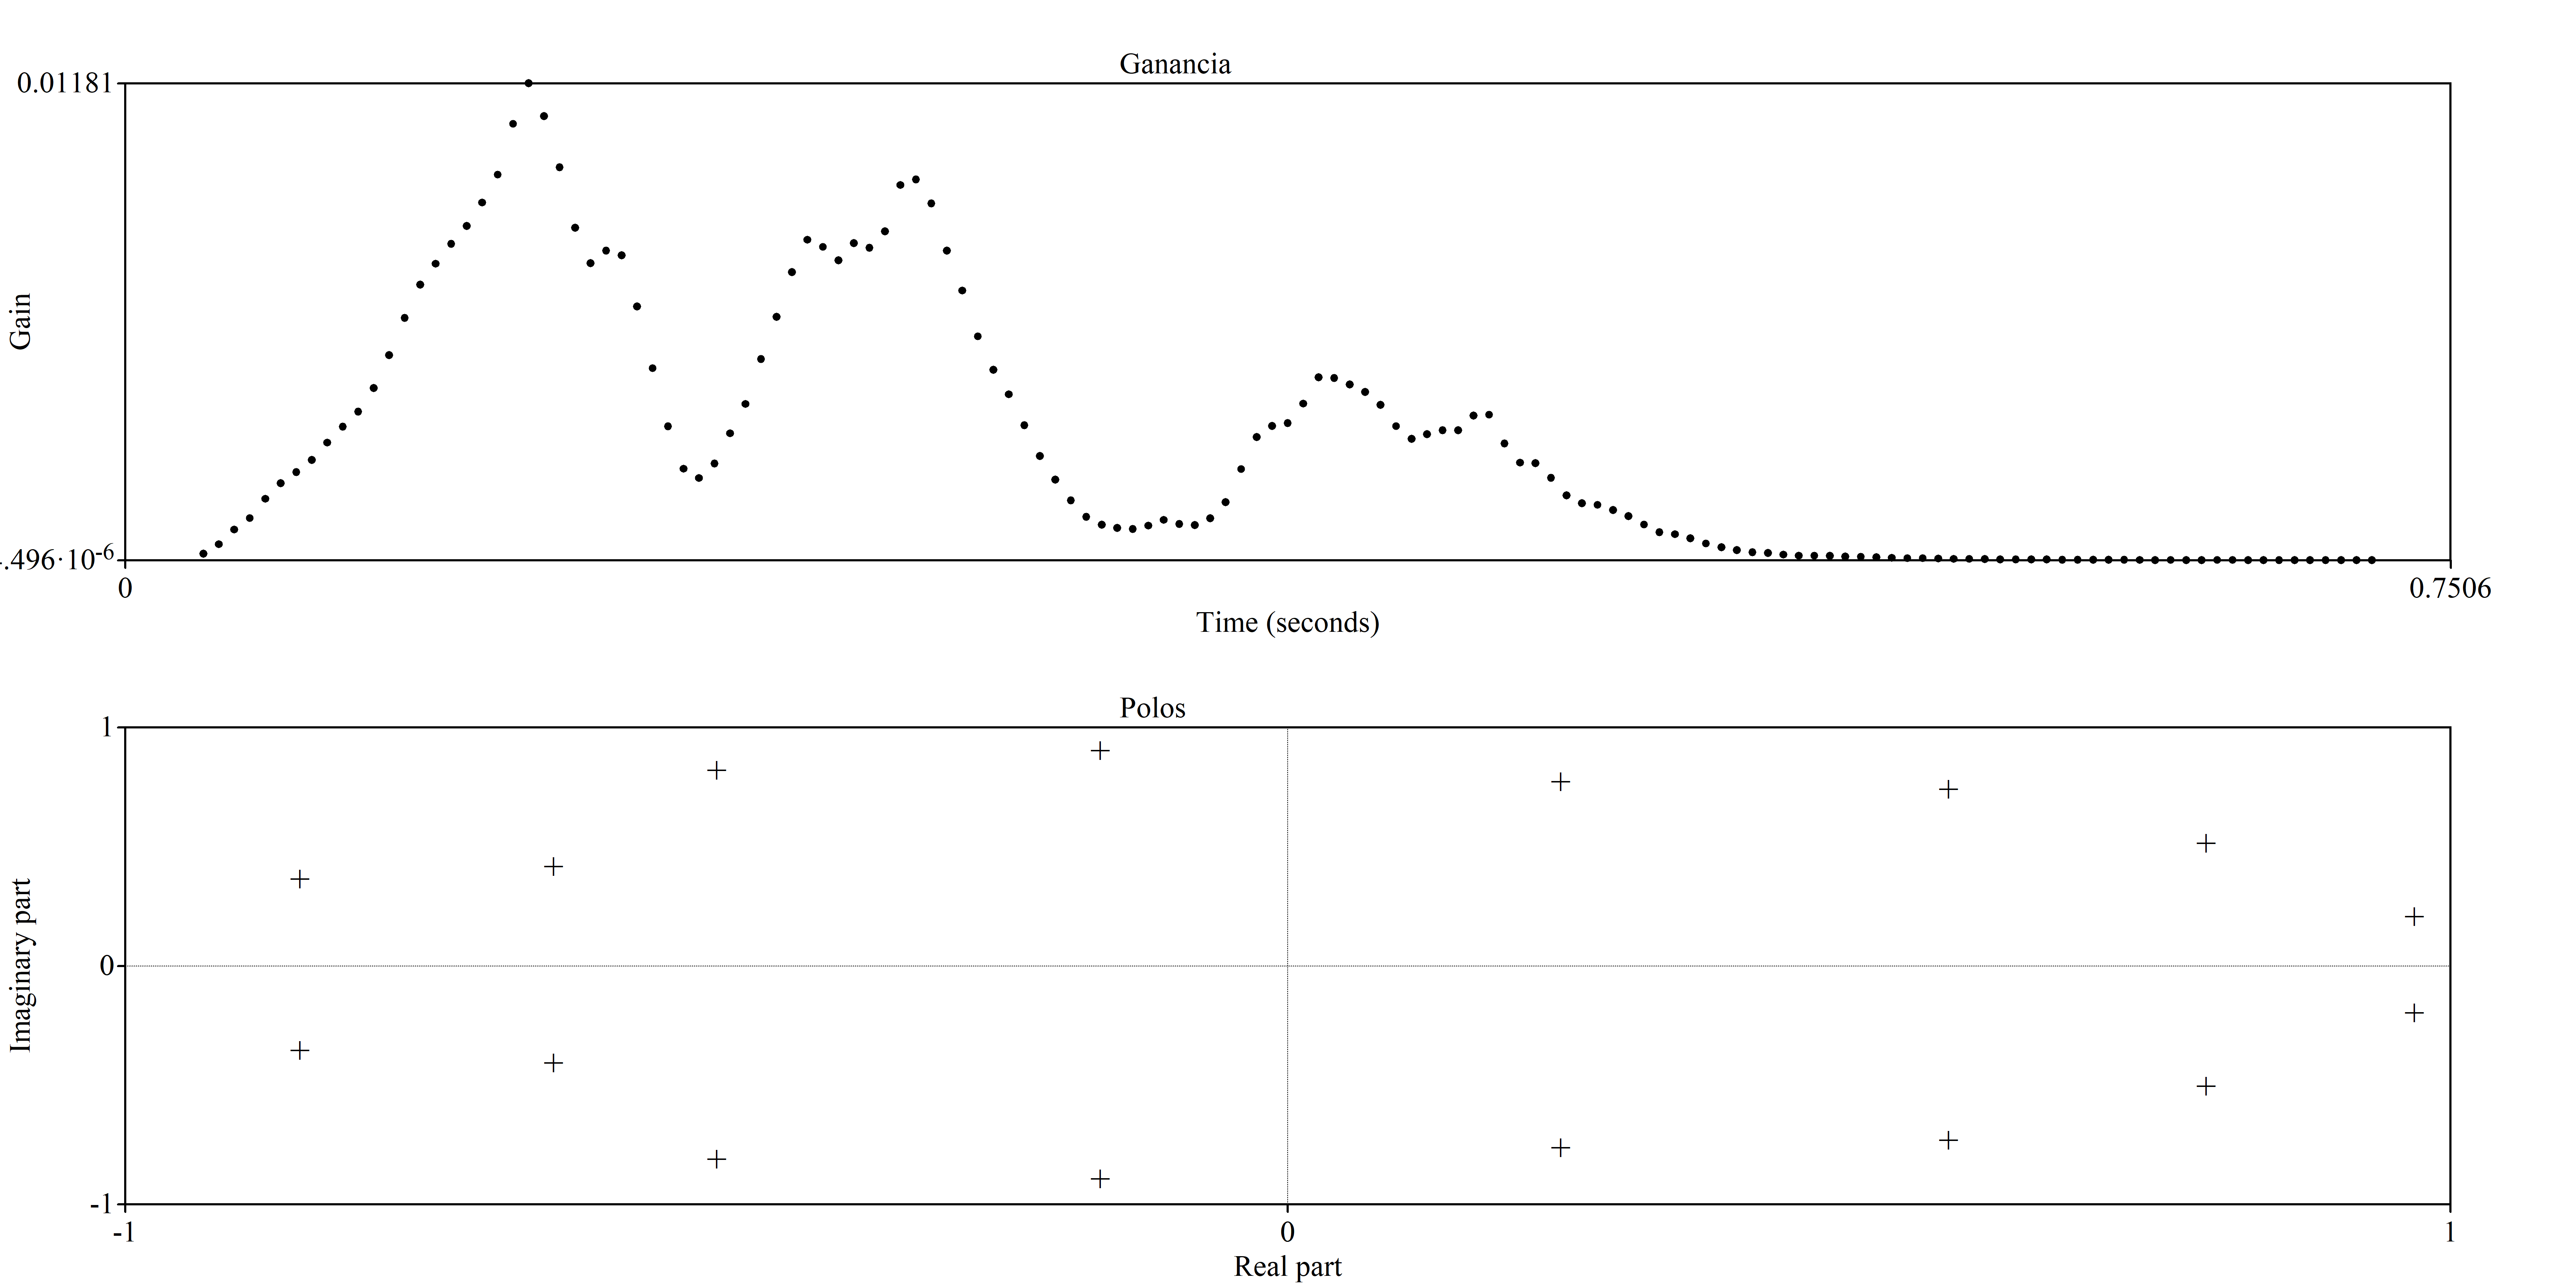 Ganancia
0.01181
Gain
.496·10-6
0
0.7506
Time (seconds)
Polos
1
Imaginary part
0
-1
-1
0
1
Real part